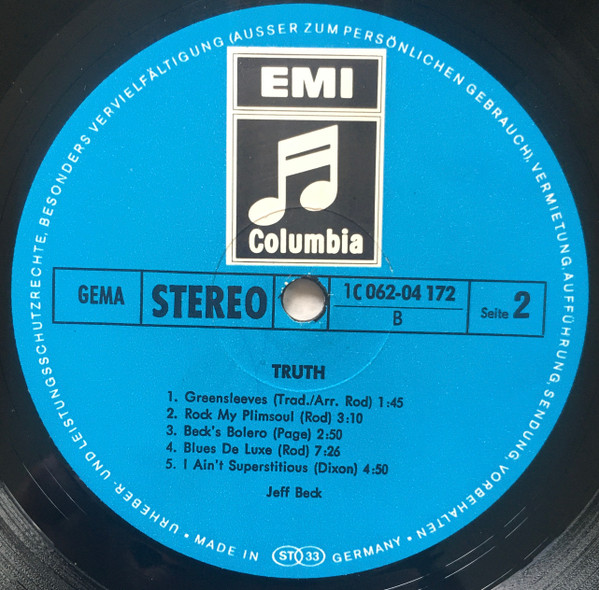 URHEBER- UND LEISTUNGSSCHUTZRECHTE, BESONDERS VERVIELFÄLTIGUNG (AUSSER ZUM PERSÖNLICHEN GEBRAUCH), VERMIETUNG, AUFFÜHRUNG, SENDUNG VORBEHALTEN •
EMI
Columbia
GEMA
STEREO
1C 062-04 172
B
Seite 2
TRUTH
1. Greensleeves (Trad./Arr. Rod) 1:45
2. Rock My Plimsoul (Rod) 3:10
3. Beck's Bolero (Page) 2:50
4. Blues De Luxe (Rod) 7:26
5. I Ain't Superstitious (Dixon) 4:50
Jeff Beck
• MADE IN ST 33 GERMANY •